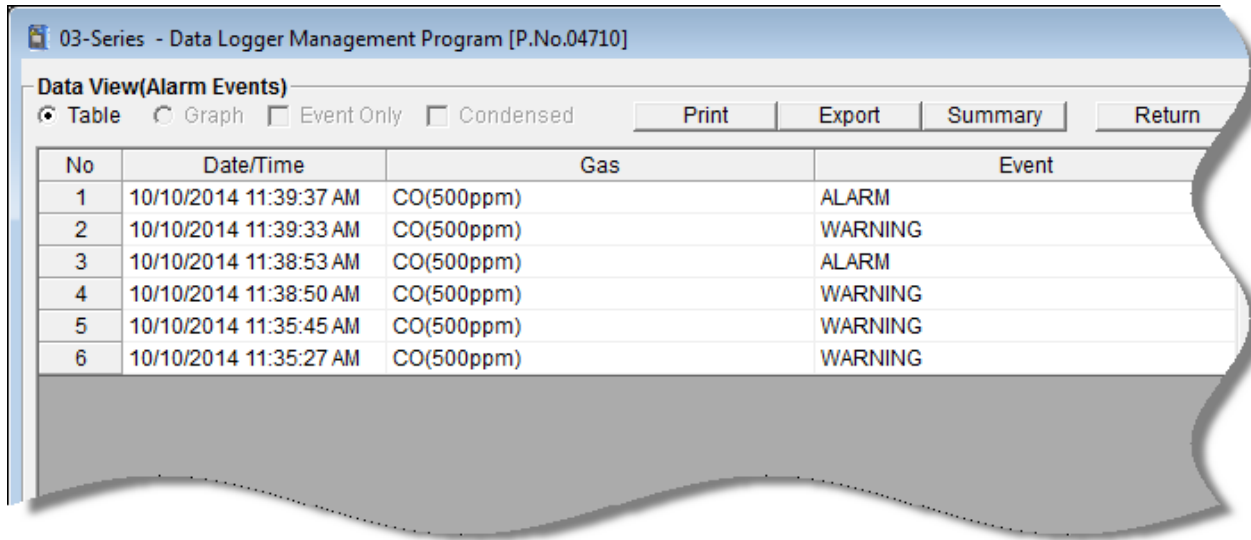 03-Series - Data Logger Management Program [P.No.04710]
Data View(Alarm Events)
Table Graph Event Only Condensed Print Export Summary Return
No Date/Time Gas Event
1 10/10/2014 11:39:37 AM CO(500ppm) ALARM
2 10/10/2014 11:39:33 AM CO(500ppm) WARNING
3 10/10/2014 11:38:53 AM CO(500ppm) ALARM
4 10/10/2014 11:38:50 AM CO(500ppm) WARNING
5 10/10/2014 11:35:45 AM CO(500ppm) WARNING
6 10/10/2014 11:35:27 AM CO(500ppm) WARNING